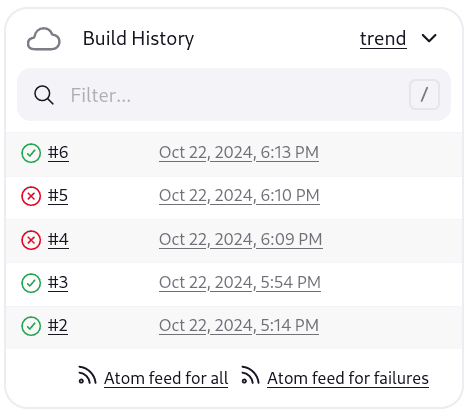 Build History trend
Filter... /
#6 Oct 22, 2024, 6:13 PM
#5 Oct 22, 2024, 6:10 PM
#4 Oct 22, 2024, 6:09 PM
#3 Oct 22, 2024, 5:54 PM
#2 Oct 22, 2024, 5:14 PM
Atom feed for all Atom feed for failures